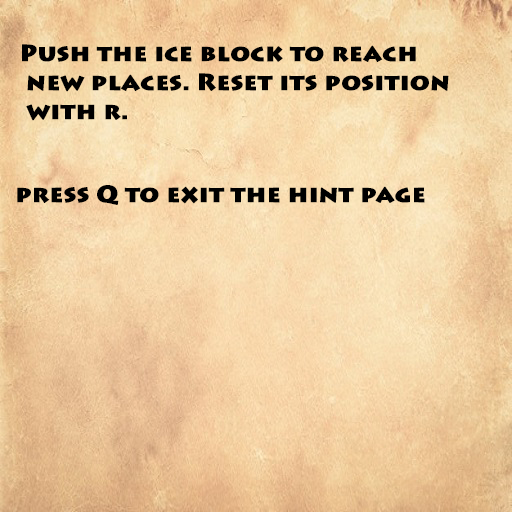 Push the ice block to reach
new places. Reset its position
with r.
press Q to exit the hint page